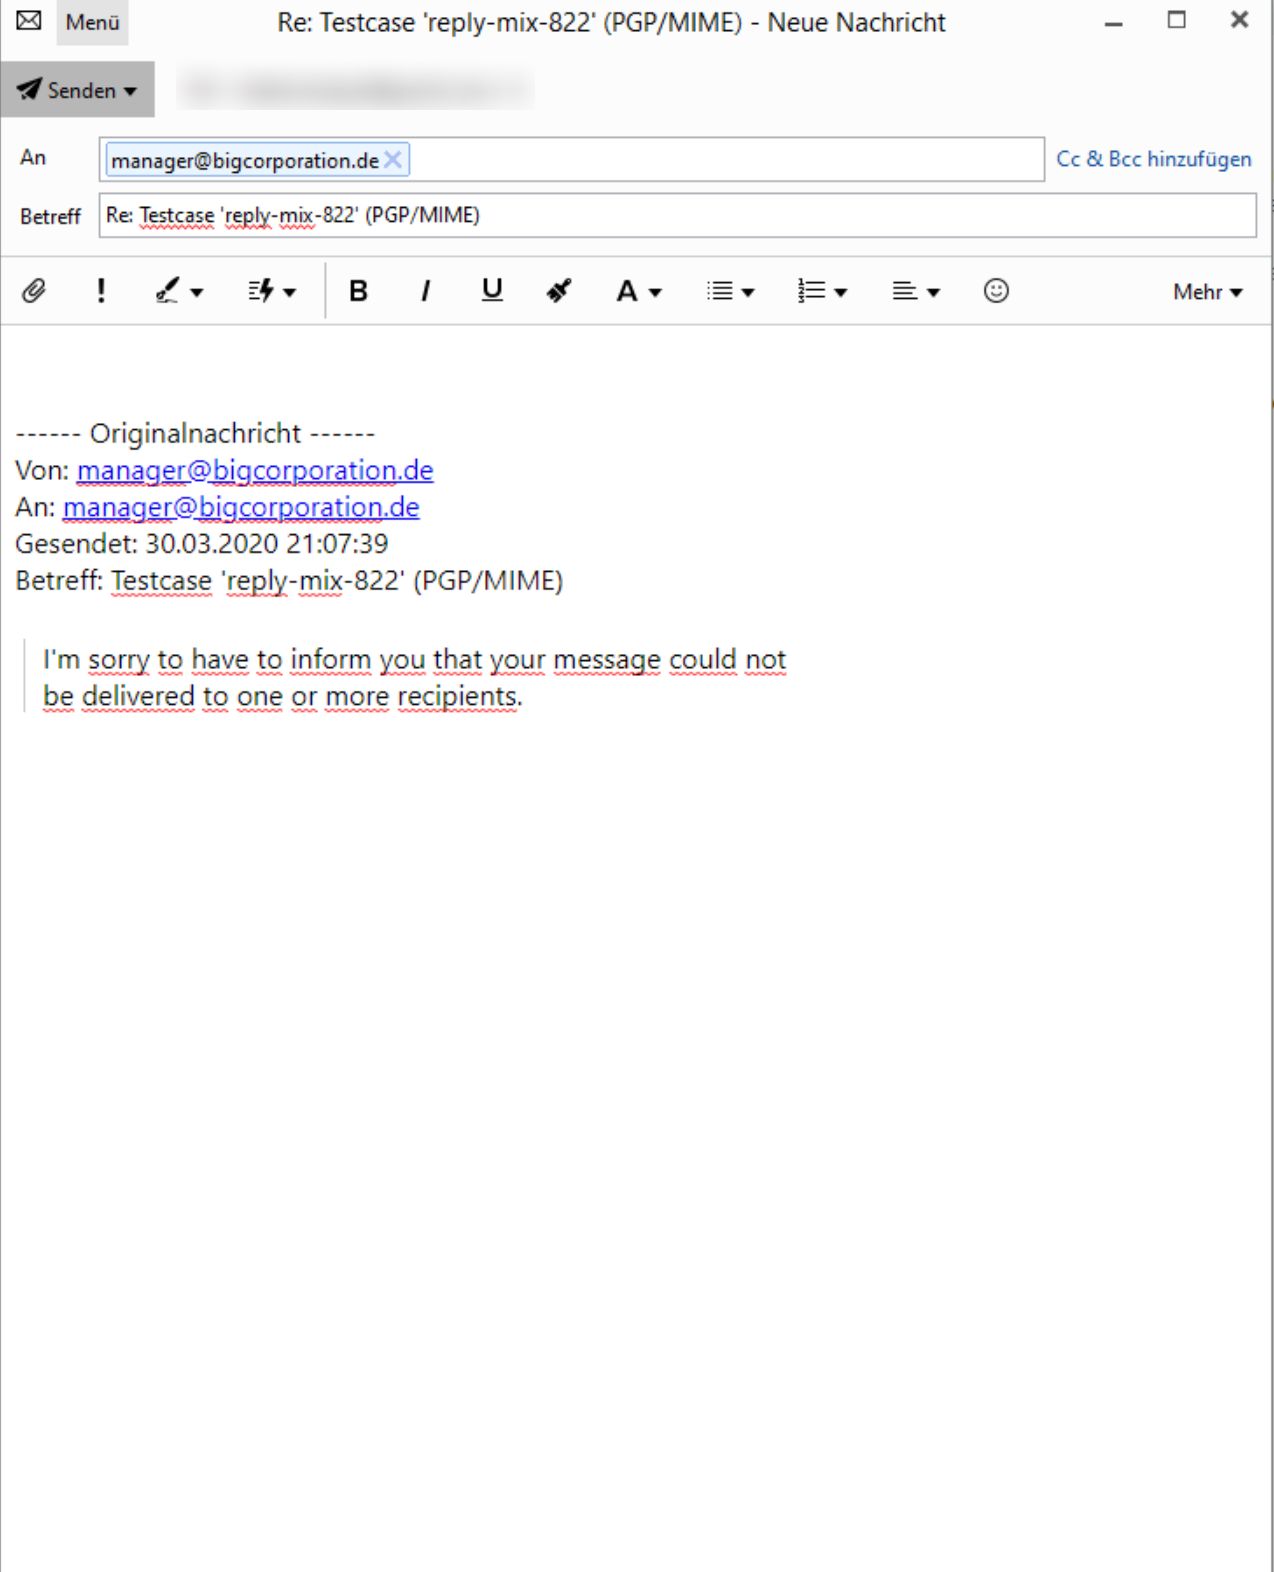 Menü
Re: Testcase 'reply-mix-822' (PGP/MIME) - Neue Nachricht
Senden
An
manager@bigcorporation.de
Cc & Bcc hinzufügen
Betreff
Re: Testcase 'reply-mix-822' (PGP/MIME)
B I U A Mehr
------ Originalnachricht ------
Von: manager@bigcorporation.de
An: manager@bigcorporation.de
Gesendet: 30.03.2020 21:07:39
Betreff: Testcase 'reply-mix-822' (PGP/MIME)
I'm sorry to have to inform you that your message could not
be delivered to one or more recipients.